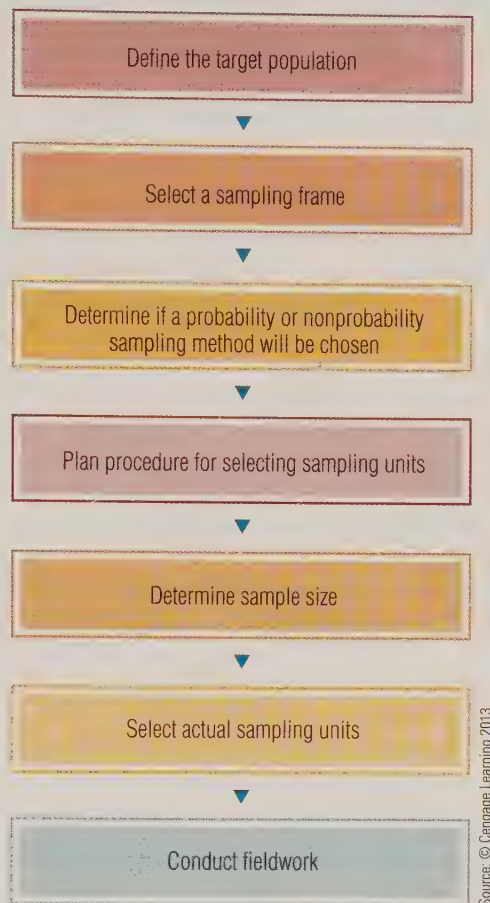 Define the target population
Select a sampling frame
Determine if a probability or nonprobability
sampling method will be chosen
Plan procedure for selecting sampling units
Determine sample size
Select actual sampling units
Conduct fieldwork
Source: © Cengage Learning 2013